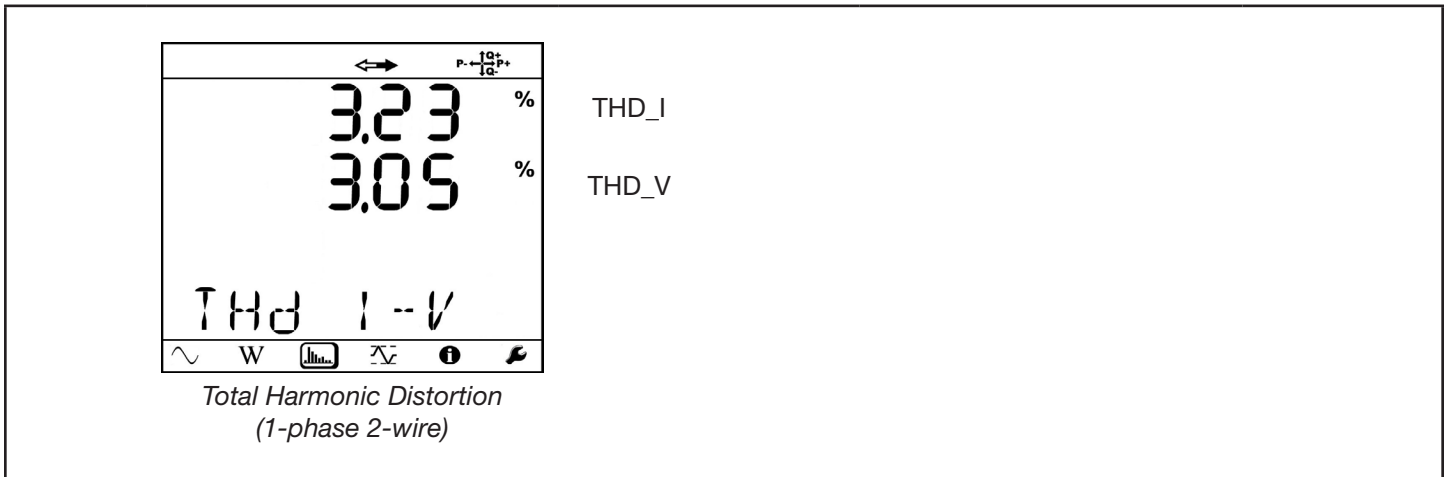 P- Q+ P+ Q-
3.23 % THD_I
3.05 % THD_V
THd I-V
W
Total Harmonic Distortion
(1-phase 2-wire)